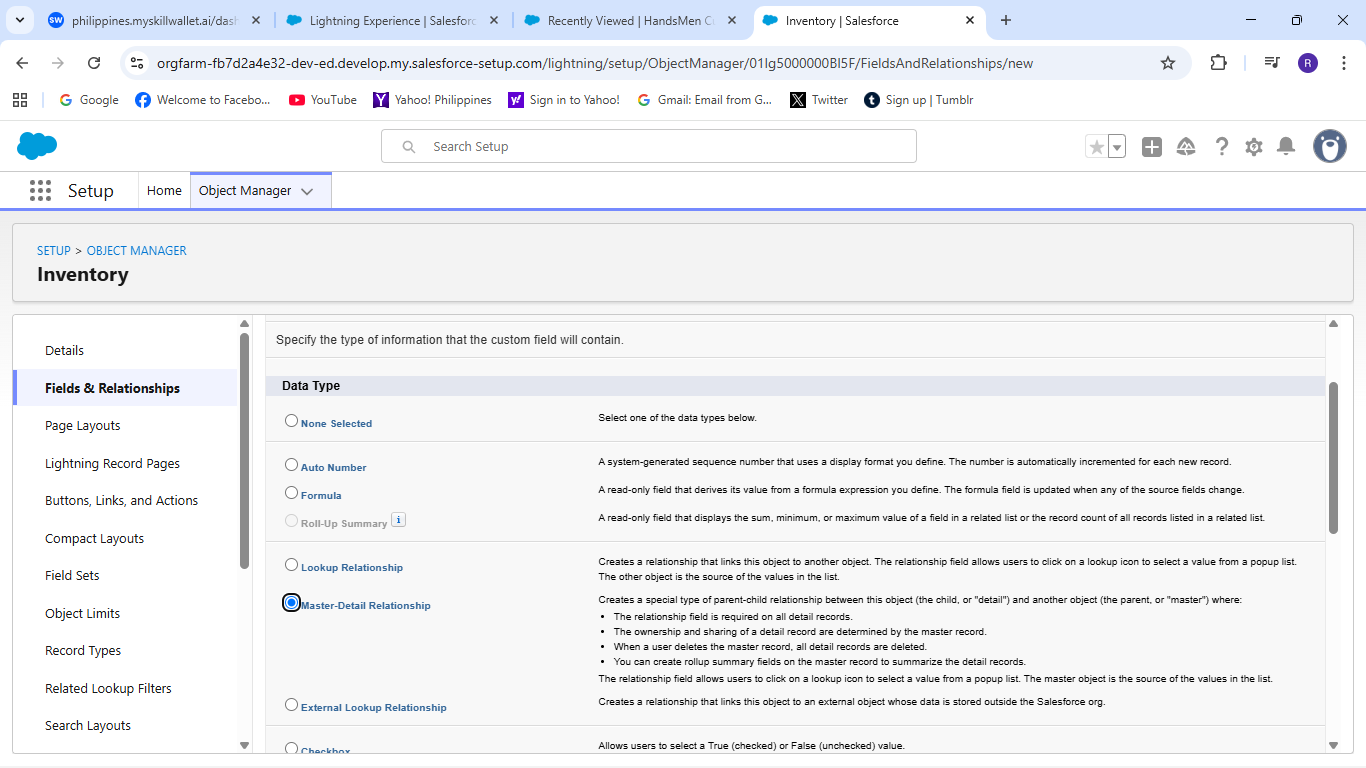 philippines.myskillwallet.ai/dash
Lightning Experience | Salesforc
Recently Viewed | HandsMen Cu
Inventory | Salesforce
orgfarm-fb7d2a4e32-dev-ed.develop.my.salesforce-setup.com/lightning/setup/ObjectManager/01Ig5000000BI5F/FieldsAndRelationships/new
R
Google
Welcome to Facebo...
YouTube
Yahoo! Philippines
Sign in to Yahoo!
Gmail: Email from G...
Twitter
Sign up | Tumblr
Search Setup
Setup
Home
Object Manager
SETUP > OBJECT MANAGER
Inventory
Details
Fields & Relationships
Page Layouts
Lightning Record Pages
Buttons, Links, and Actions
Compact Layouts
Field Sets
Object Limits
Record Types
Related Lookup Filters
Search Layouts
Specify the type of information that the custom field will contain.
Data Type
None Selected
Select one of the data types below.
Auto Number
A system-generated sequence number that uses a display format you define. The number is automatically incremented for each new record.
Formula
A read-only field that derives its value from a formula expression you define. The formula field is updated when any of the source fields change.
Roll-Up Summary
A read-only field that displays the sum, minimum, or maximum value of a field in a related list or the record count of all records listed in a related list.
Lookup Relationship
Creates a relationship that links this object to another object. The relationship field allows users to click on a lookup icon to select a value from a popup list.
The other object is the source of the values in the list.
Master-Detail Relationship
Creates a special type of parent-child relationship between this object (the child, or "detail") and another object (the parent, or "master") where:
• The relationship field is required on all detail records.
• The ownership and sharing of a detail record are determined by the master record.
• When a user deletes the master record, all detail records are deleted.
• You can create rollup summary fields on the master record to summarize the detail records.
The relationship field allows users to click on a lookup icon to select a value from a popup list. The master object is the source of the values in the list.
External Lookup Relationship
Creates a relationship that links this object to an external object whose data is stored outside the Salesforce org.
Checkbox
Allows users to select a True (checked) or False (unchecked) value.